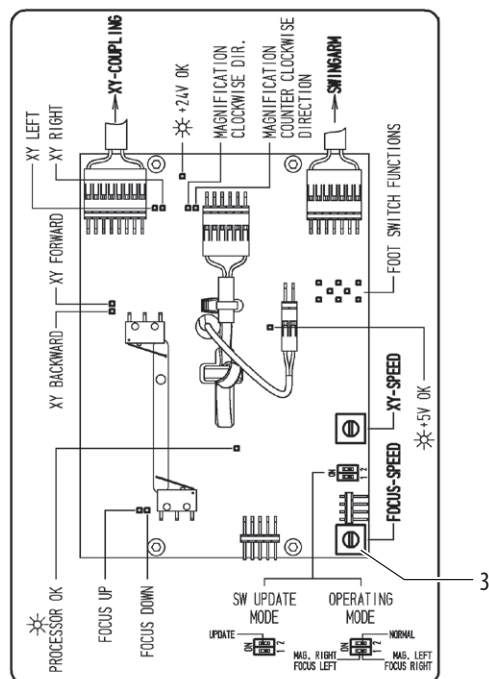 XY-COUPLING
XY LEFT
XY RIGHT
+24V OK
MAGNIFICATION
CLOCKWISE DIR.
MAGNIFICATION
COUNTER CLOCKWISE
DIRECTION
SWINGARM
FOOT SWITCH FUNCTIONS
XY FORWARD
XY BACKWARD
+5V OK
XY-SPEED
ON
1 2
FOCUS-SPEED
3
PROCESSOR OK
FOCUS UP
FOCUS DOWN
SW UPDATE
MODE
OPERATING
MODE
UPDATE
ON
1 2
NORMAL
ON
1 2
MAG. RIGHT
FOCUS LEFT
MAG. LEFT
FOCUS RIGHT